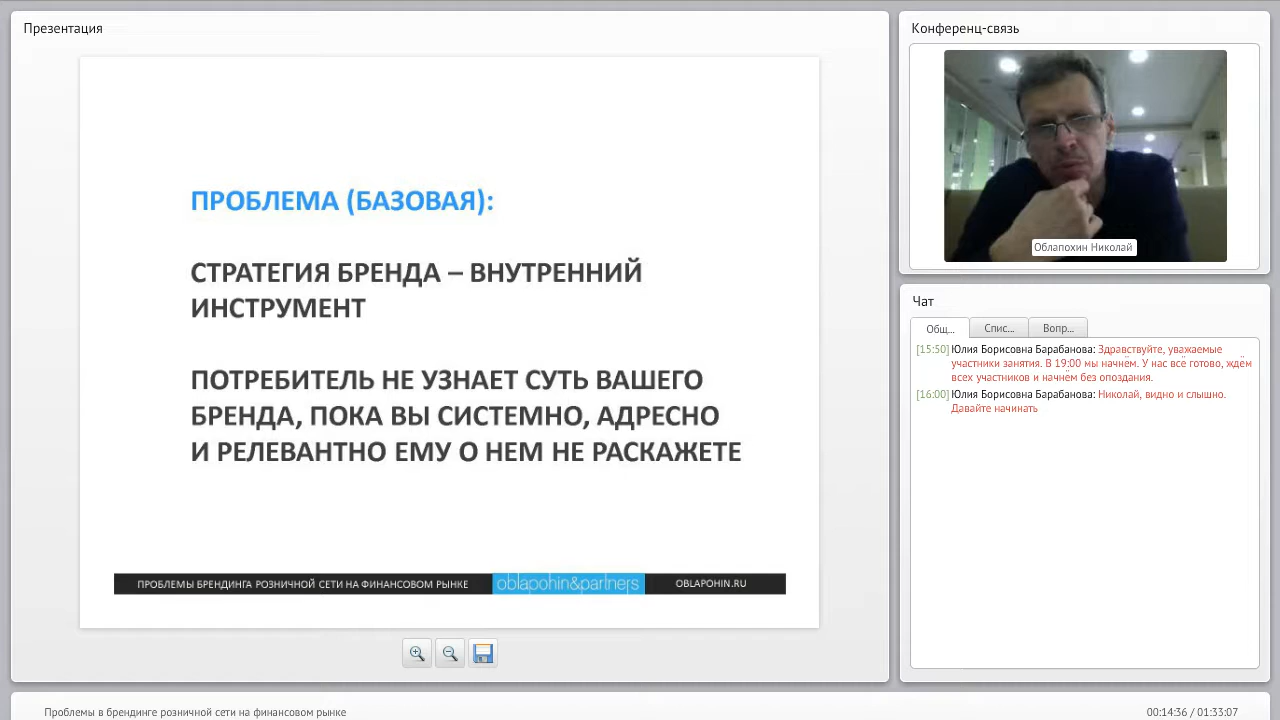 Презентация
ПРОБЛЕМА (БАЗОВАЯ):
СТРАТЕГИЯ БРЕНДА – ВНУТРЕННИЙ
ИНСТРУМЕНТ
ПОТРЕБИТЕЛЬ НЕ УЗНАЕТ СУТЬ ВАШЕГО
БРЕНДА, ПОКА ВЫ СИСТЕМНО, АДРЕСНО
И РЕЛЕВАНТНО ЕМУ О НЕМ НЕ РАСКАЖЕТЕ
ПРОБЛЕМЫ БРЕНДИНГА РОЗНИЧНОЙ СЕТИ НА ФИНАНСОВОМ РЫНКЕ
oblapohin&partners
OBLAPOHIN.RU
Конференц-связь
Облапохин Николай
Чат
Общ...
Спис...
Вопр...
[15:50] Юлия Борисовна Барабанова: Здравствуйте, уважаемые
участники занятия. В 19:00 мы начнём. У нас всё готово, ждём
всех участников и начнём без опоздания.
[16:00] Юлия Борисовна Барабанова: Николай, видно и слышно.
Давайте начинать
Проблемы в брендинге розничной сети на финансовом рынке
00:14:36 / 01:33:07